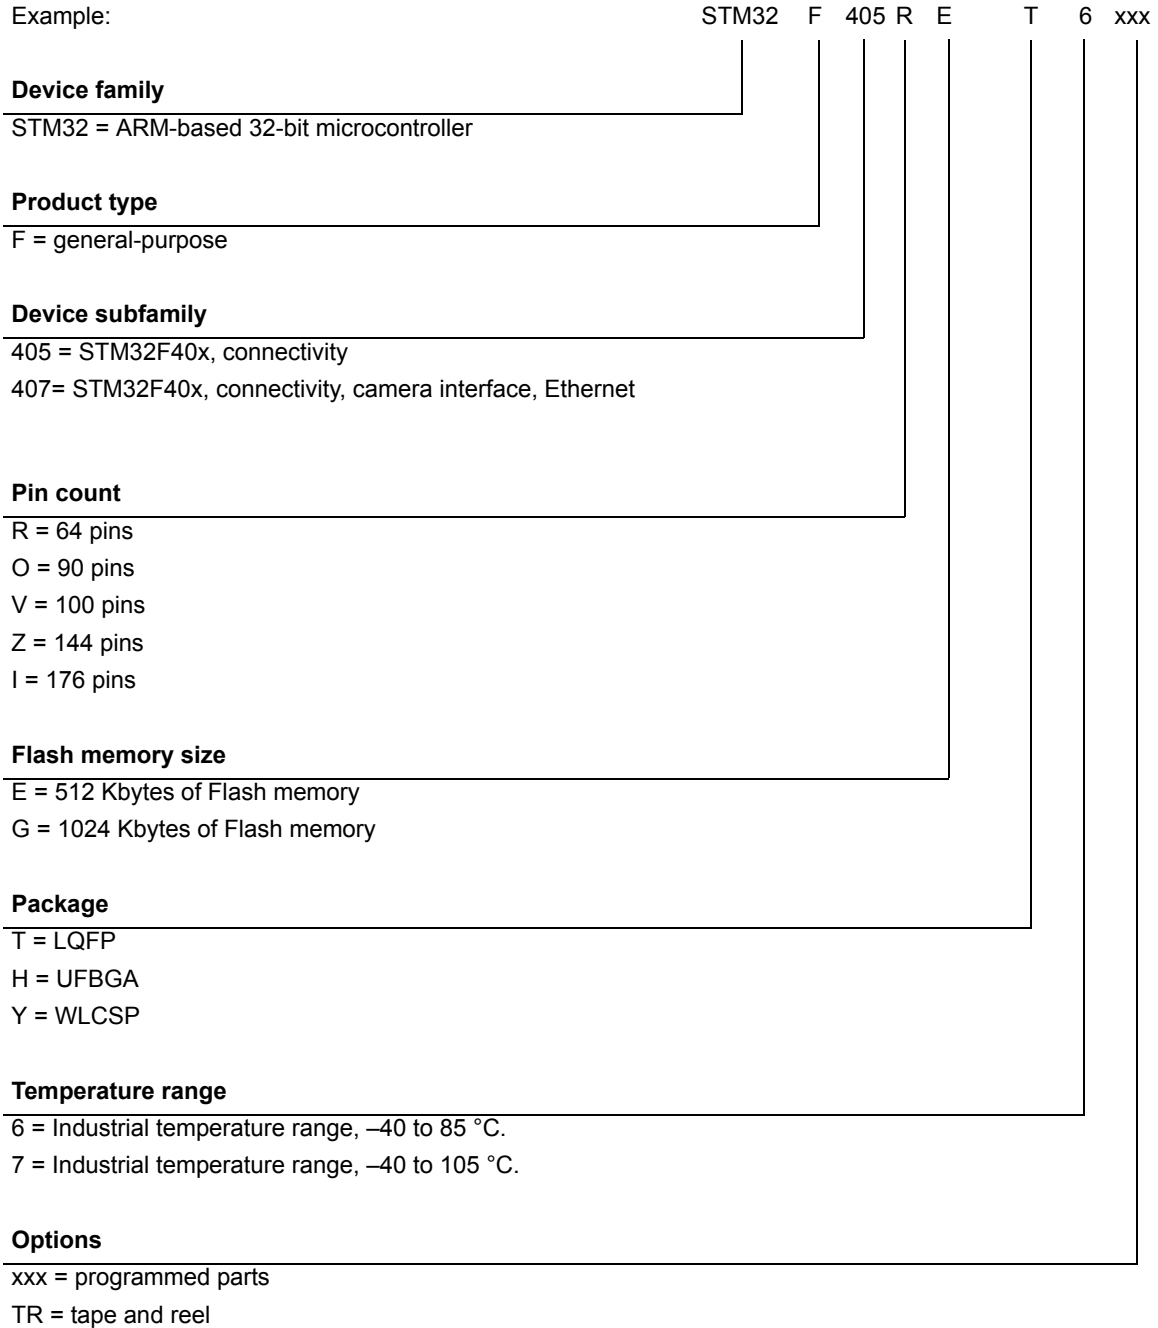 Example: STM32 F 405 R E T 6 xxx
Device family
STM32 = ARM-based 32-bit microcontroller
Product type
F = general-purpose
Device subfamily
405 = STM32F40x, connectivity
407= STM32F40x, connectivity, camera interface, Ethernet
Pin count
R = 64 pins
O = 90 pins
V = 100 pins
Z = 144 pins
I = 176 pins
Flash memory size
E = 512 Kbytes of Flash memory
G = 1024 Kbytes of Flash memory
Package
T = LQFP
H = UFBGA
Y = WLCSP
Temperature range
6 = Industrial temperature range, –40 to 85 °C.
7 = Industrial temperature range, –40 to 105 °C.
Options
xxx = programmed parts
TR = tape and reel